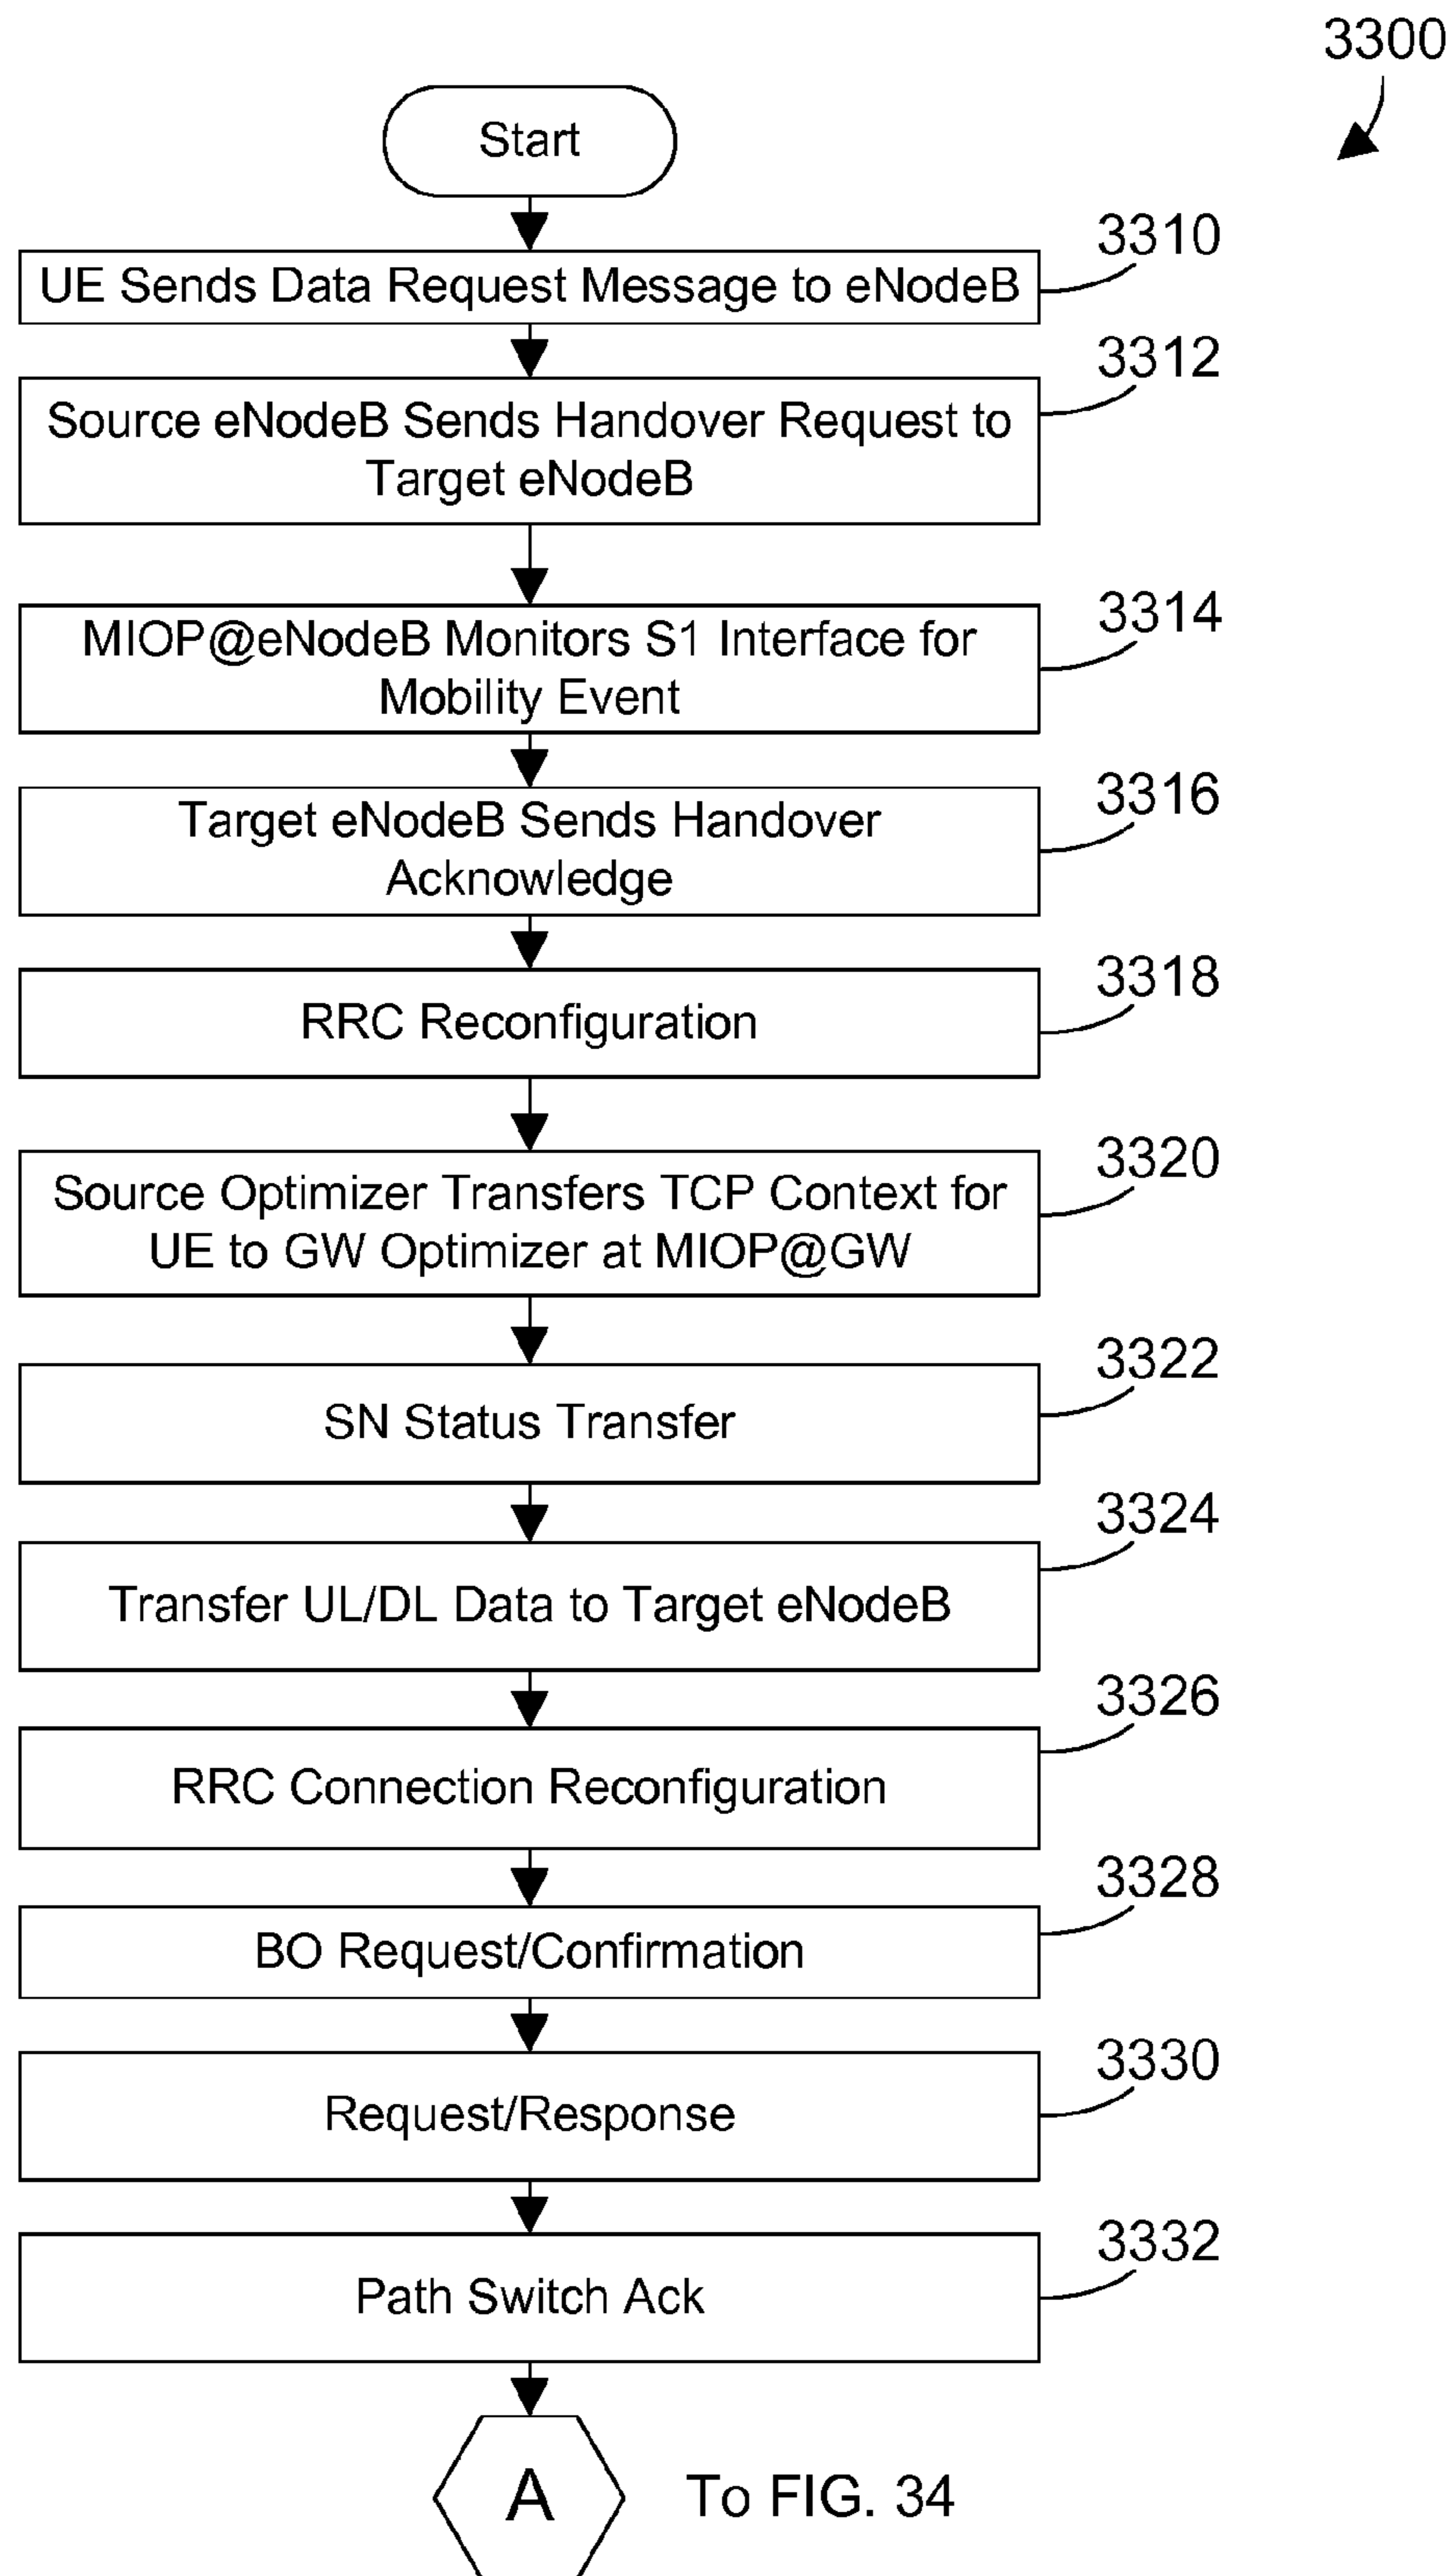 3300
Start
3310
UE Sends Data Request Message to eNodeB
3312
Source eNodeB Sends Handover Request to
Target eNodeB
3314
MIOP@eNodeB Monitors S1 Interface for
Mobility Event
3316
Target eNodeB Sends Handover
Acknowledge
3318
RRC Reconfiguration
3320
Source Optimizer Transfers TCP Context for
UE to GW Optimizer at MIOP@GW
3322
SN Status Transfer
3324
Transfer UL/DL Data to Target eNodeB
3326
RRC Connection Reconfiguration
3328
BO Request/Confirmation
3330
Request/Response
3332
Path Switch Ack
A
To FIG. 34